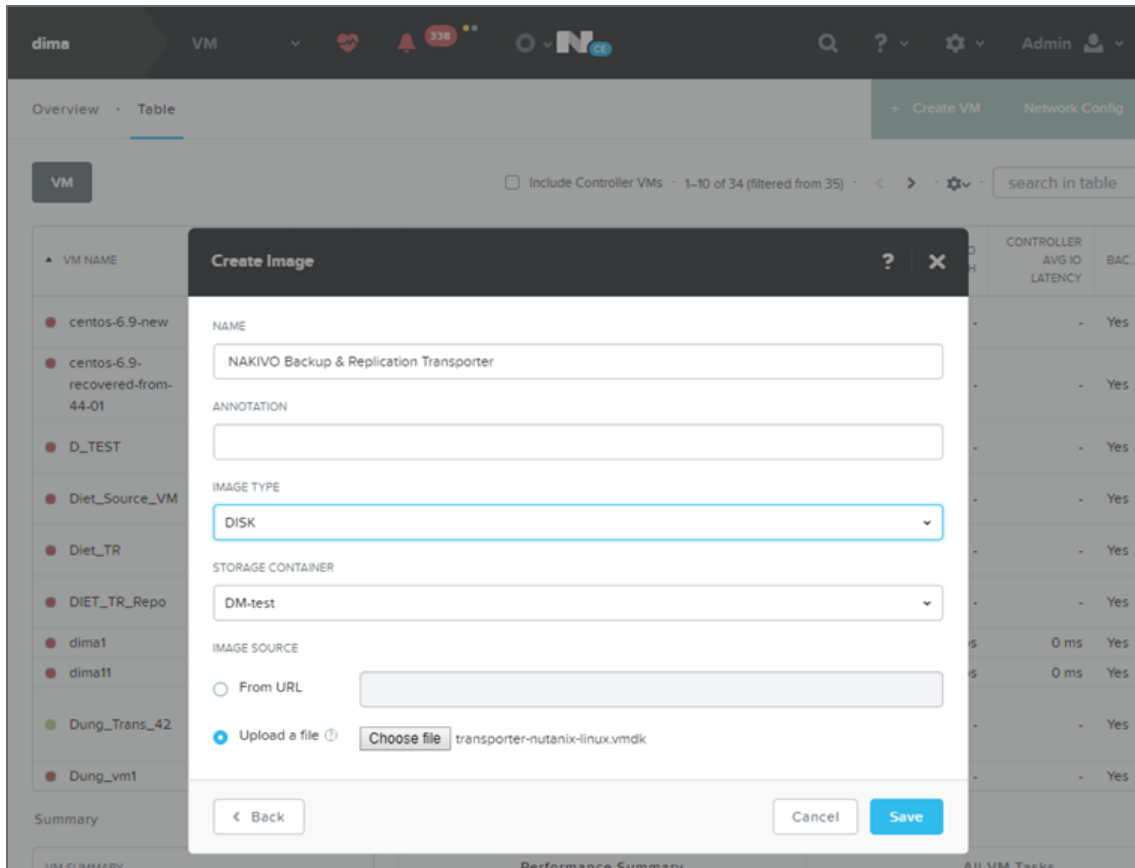 dima
VM
338
N CE
?
Admin
Overview · Table
+ Create VM
Network Config
VM
Include Controller VMs · 1–10 of 34 (filtered from 35)
search in table
VM NAME
CONTROLLER
AVG IO
LATENCY
BAC...
Create Image
?
NAME
NAKIVO Backup & Replication Transporter
ANNOTATION
IMAGE TYPE
DISK
STORAGE CONTAINER
DM-test
IMAGE SOURCE
From URL
Upload a file ?
Choose file transporter-nutanix-linux.vmdk
< Back
Cancel
Save
centos-6.9-new
- - Yes
centos-6.9-
recovered-from-
44-01
- - Yes
D_TEST
- - Yes
Diet_Source_VM
- - Yes
Diet_TR
- - Yes
DIET_TR_Repo
- - Yes
dima1
0 ms Yes
dima11
0 ms Yes
Dung_Trans_42
- - Yes
Dung_vm1
- - Yes
Summary
VM SUMMARY
Performance Summary
All VM Tasks